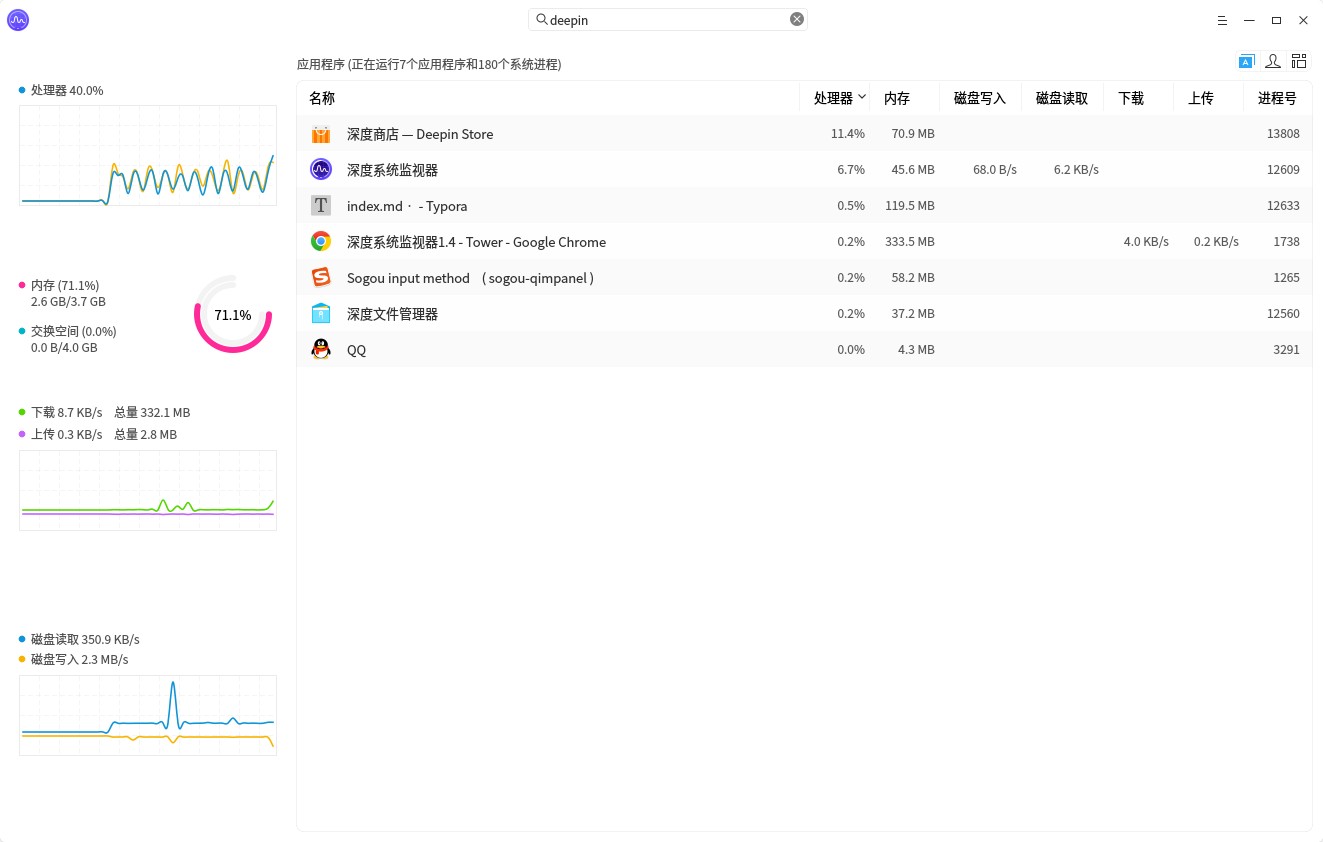 deepin
应用程序 (正在运行7个应用程序和180个系统进程)
处理器 40.0%
内存 (71.1%)
2.6 GB/3.7 GB
交换空间 (0.0%)
0.0 B/4.0 GB
71.1%
下载 8.7 KB/s 总量 332.1 MB
上传 0.3 KB/s 总量 2.8 MB
磁盘读取 350.9 KB/s
磁盘写入 2.3 MB/s
名称 处理器 内存 磁盘写入 磁盘读取 下载 上传 进程号
深度商店 — Deepin Store 11.4% 70.9 MB 13808
深度系统监视器 6.7% 45.6 MB 68.0 B/s 6.2 KB/s 12609
T index.md · - Typora 0.5% 119.5 MB 12633
深度系统监视器1.4 - Tower - Google Chrome 0.2% 333.5 MB 4.0 KB/s 0.2 KB/s 1738
S Sogou input method ( sogou-qimpanel ) 0.2% 58.2 MB 1265
深度文件管理器 0.2% 37.2 MB 12560
QQ 0.0% 4.3 MB 3291